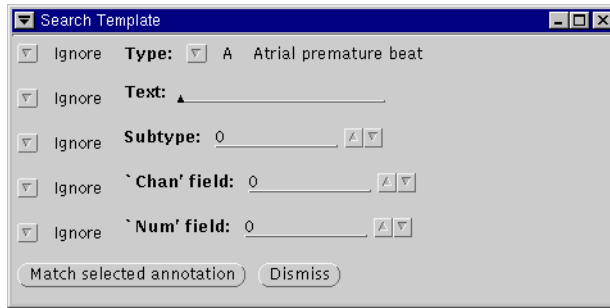 Search Template
Ignore Type: A Atrial premature beat
Ignore Text:
Ignore Subtype: 0
Ignore `Chan' field: 0
Ignore `Num' field: 0
Match selected annotation Dismiss